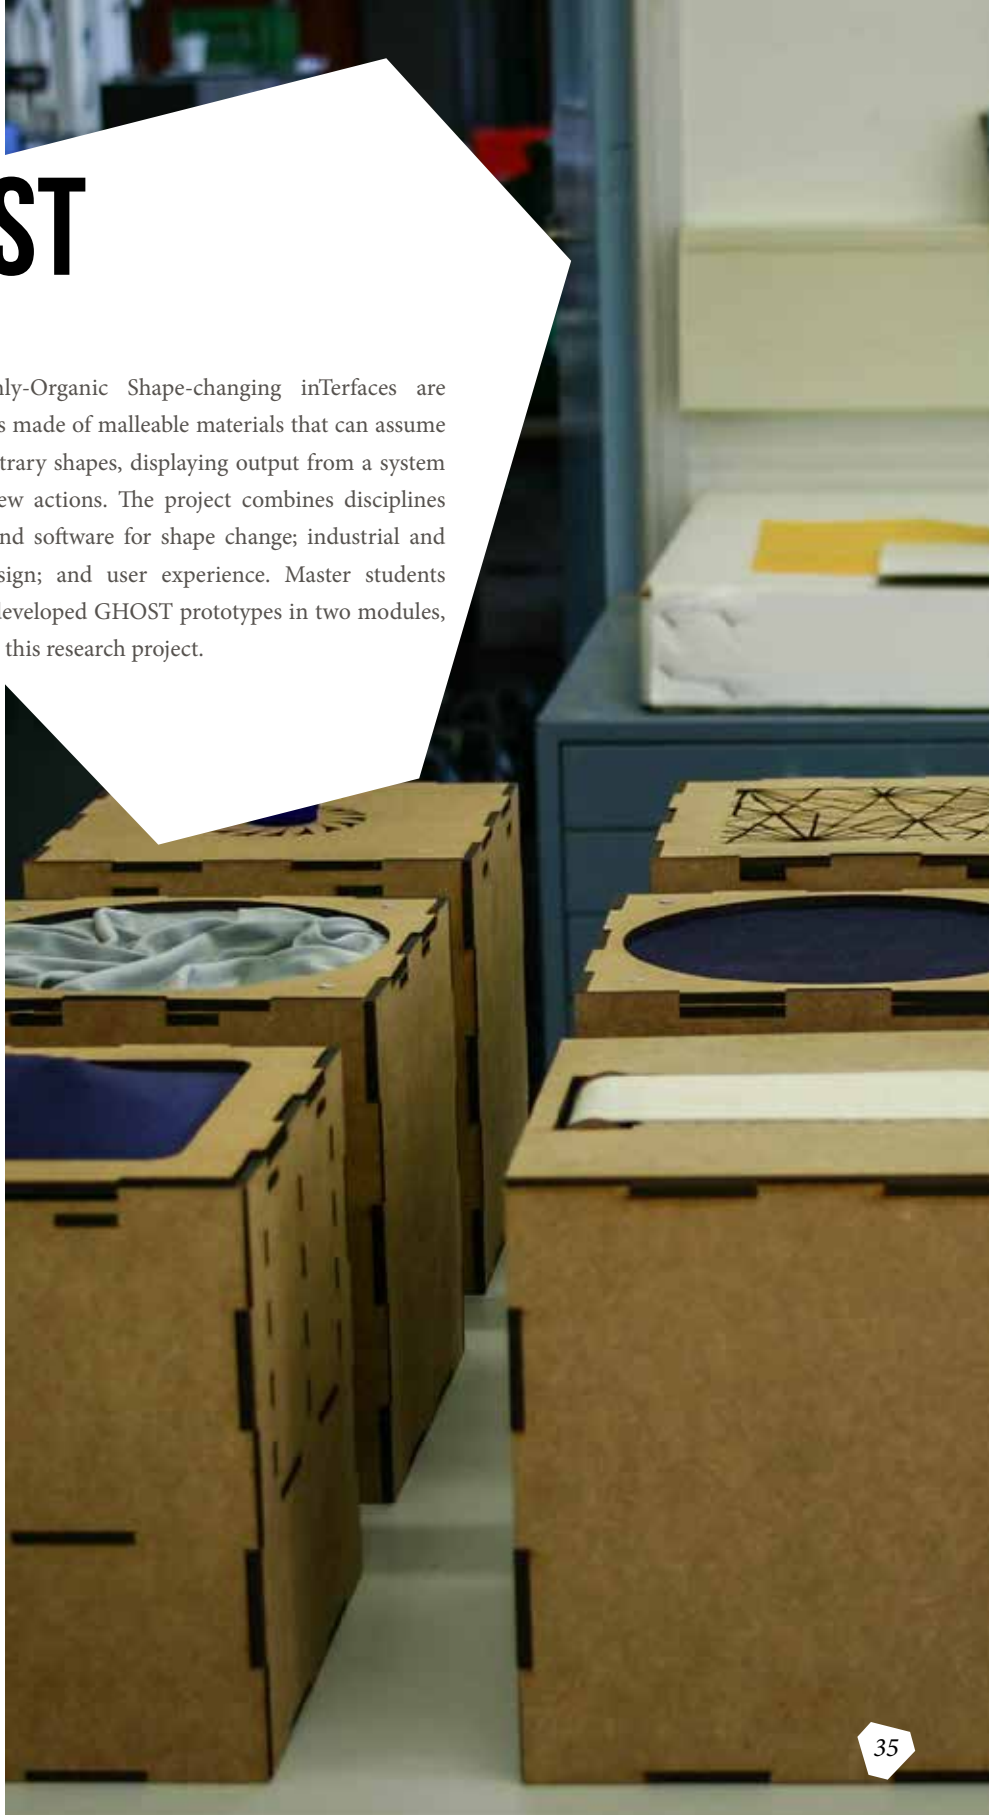 ST
nly-Organic Shape-changing inTerfaces are
s made of malleable materials that can assume
trary shapes, displaying output from a system
ew actions. The project combines disciplines
nd software for shape change; industrial and
sign; and user experience. Master students
developed GHOST prototypes in two modules,
this research project.
35